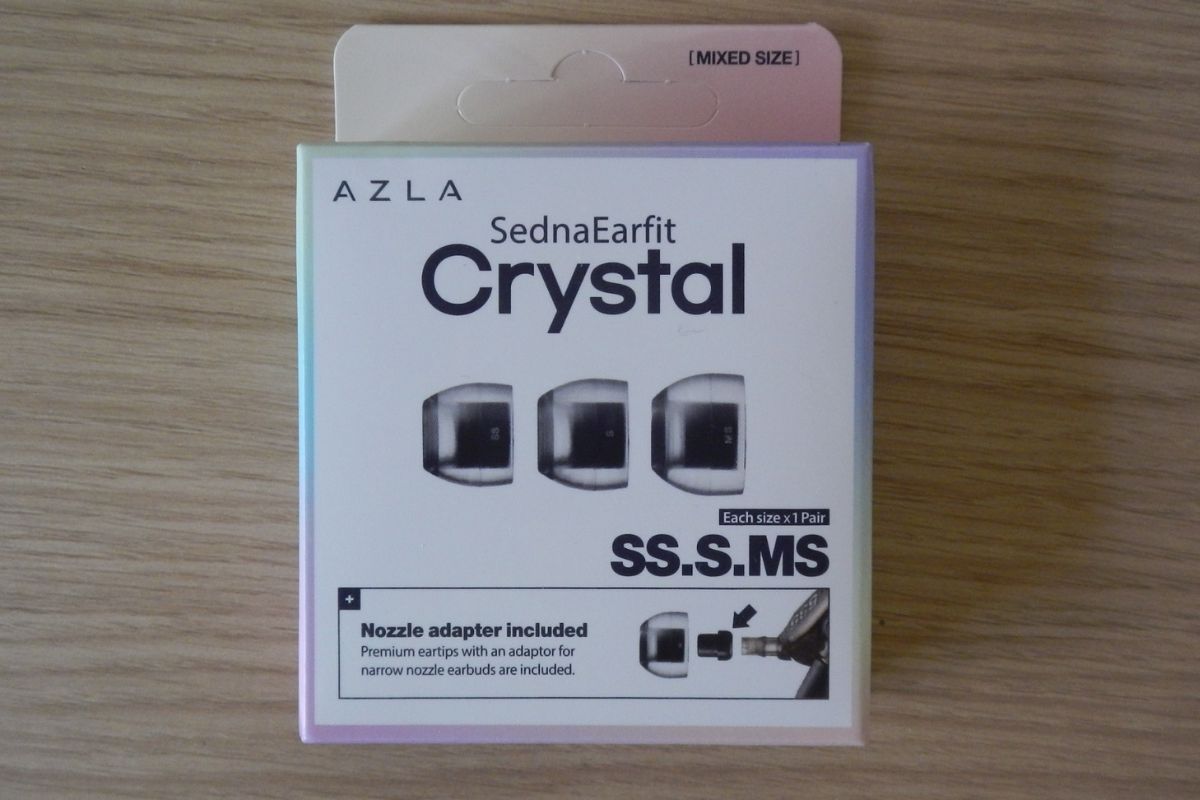 [MIXED SIZE]
AZLA
SednaEarfit
Crystal
SS
S
MS
Each size x 1 Pair
SS.S.MS
+
Nozzle adapter included
Premium eartips with an adaptor for
narrow nozzle earbuds are included.